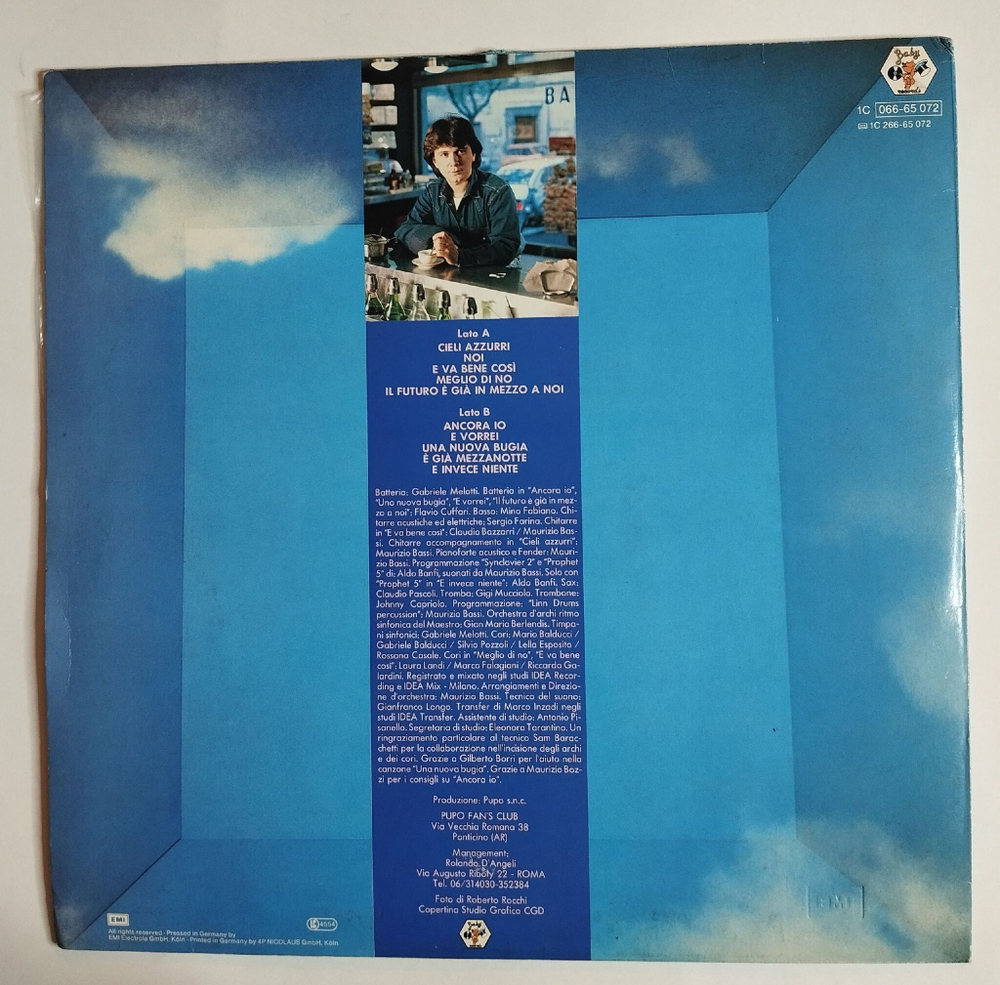 Baby
records
1C 066-65 072
1C 266-65 072
BA
Lato A
CIELI AZZURRI
NOI
E VA BENE COSÌ
MEGLIO DI NO
IL FUTURO È GIÀ IN MEZZO A NOI
Lato B
ANCORA IO
E VORREI
UNA NUOVA BUGIA
È GIÀ MEZZANOTTE
E INVECE NIENTE
Batteria: Gabriele Melotti. Batteria in "Ancora io",
"Una nuova bugia", "E vorrei", "Il futuro è già in mez-
zo a noi": Flavio Cuffari. Basso: Mino Fabiano. Chi-
tarre acustiche ed elettriche: Sergio Farina. Chitarre
in "E va bene così": Claudio Bazzarri / Maurizio Bas-
si. Chitarre accompagnamento in "Cieli azzurri":
Maurizio Bassi. Pianoforte acustico e Fender: Mauri-
zio Bassi. Programmazione "Synclavier 2" e "Prophet
5" di: Aldo Banfi, suonati da Maurizio Bassi. Solo con
"Prophet 5" in "E invece niente": Aldo Banfi. Sax:
Claudio Pascoli. Tromba: Gigi Mucciolo. Trombone:
Johnny Capriolo. Programmazione: "Linn Drums
percussion": Maurizio Bassi. Orchestra d'archi ritmo
sinfonica del Maestro: Gian Maria Berlendis. Timpa-
ni sinfonici: Gabriele Melotti. Cori: Mario Balducci /
Gabriele Balducci / Silvio Pozzoli / Lella Esposito /
Rossana Casale. Cori in "Meglio di no", "E va bene
così": Laura Landi / Marco Falagiani / Riccardo Ga-
lardini. Registrato e mixato negli studi IDEA Recor-
ding e IDEA Mix - Milano. Arrangiamenti e Direzio-
ne d'orchestra: Maurizio Bassi. Tecnico del suono:
Gianfranco Longo. Transfer di Marco Inzadi negli
studi IDEA Transfer. Assistente di studio: Antonio Pi-
sanello. Segretaria di studio: Eleonora Tarantino. Un
ringraziamento particolare al tecnico Sam Barac-
chetti per la collaborazione nell'incisione degli archi
e dei cori. Grazie a Gilberto Borri per l'aiuto nella
canzone "Una nuova bugia". Grazie a Maurizio Boz-
zi per i consigli su "Ancora io".
Produzione: Pupo s.n.c.
PUPO FAN'S CLUB
Via Vecchia Romana 38
Ponticino (AR)
Management:
Rolando D'Angeli
Via Augusto Riboty 22 - ROMA
Tel. 06/314030-352384
Foto di Roberto Rocchi
Copertina Studio Grafico CGD
Baby
EMI
All rights reserved · Pressed in Germany by
EMI Electrola GmbH, Köln · Printed in Germany by 4P NICOLAUS GmbH, Köln
4554
EMI